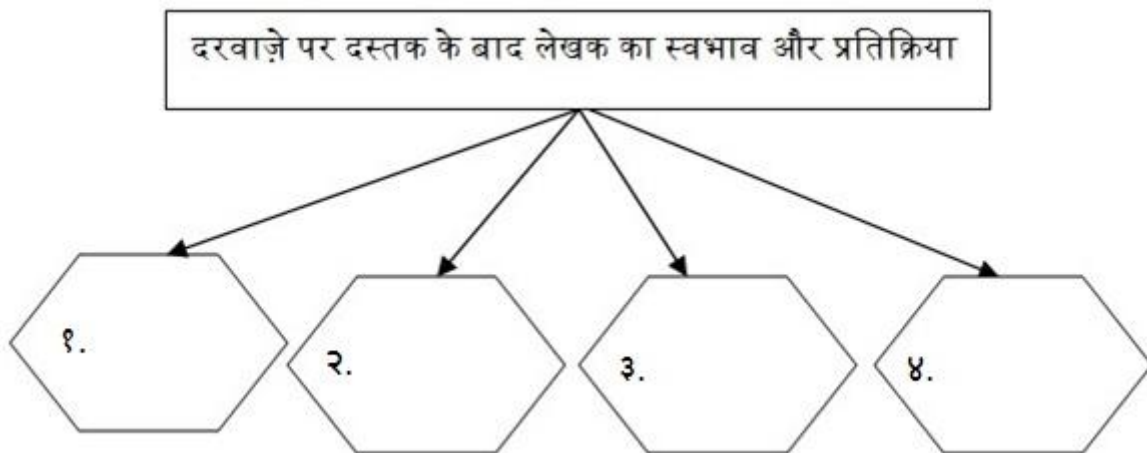 दरवाज़े पर दस्तक के बाद लेखक का स्वभाव और प्रतिक्रिया
१.
२.
३.
४.